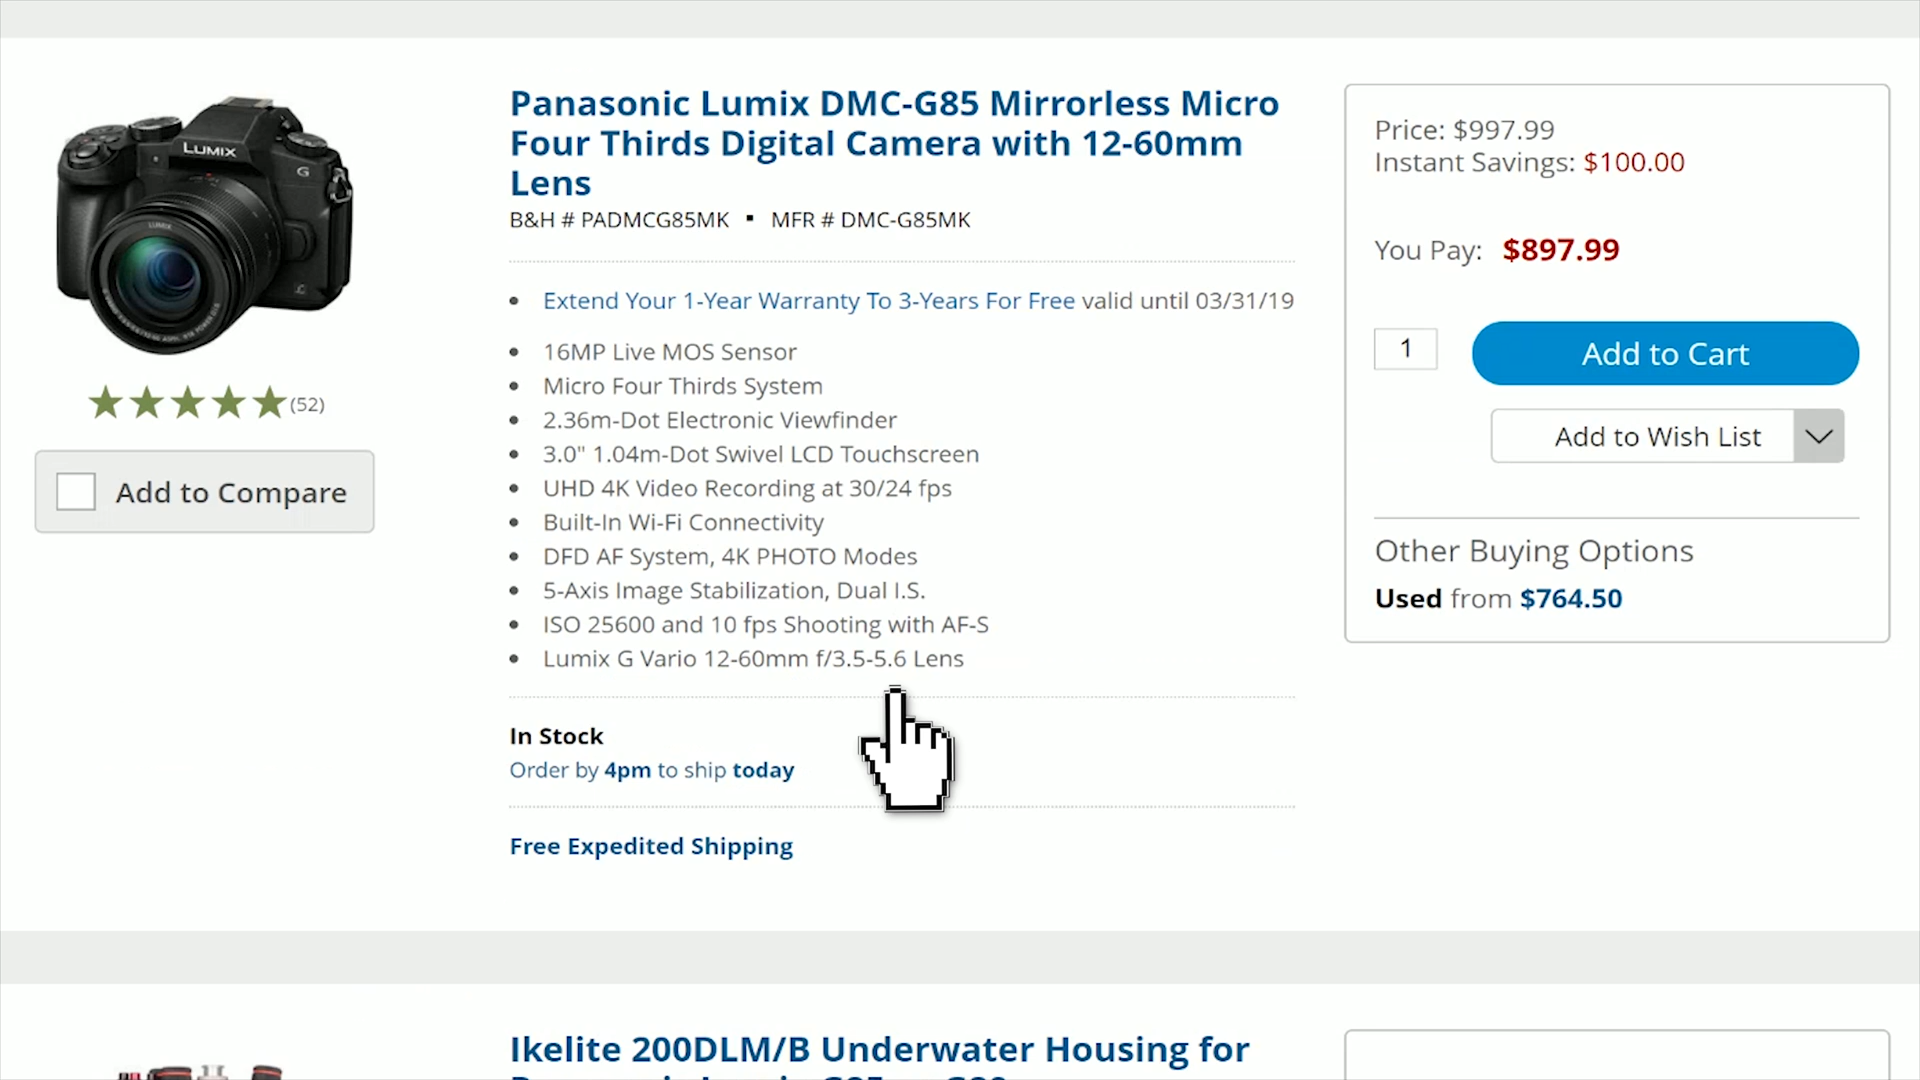 Panasonic Lumix DMC-G85 Mirrorless Micro
Four Thirds Digital Camera with 12-60mm
Lens
B&H # PADMCG85MK ▪ MFR # DMC-G85MK
LUMIX
G
LUMIX
(52)
Add to Compare
• Extend Your 1-Year Warranty To 3-Years For Free valid until 03/31/19
• 16MP Live MOS Sensor
• Micro Four Thirds System
• 2.36m-Dot Electronic Viewfinder
• 3.0" 1.04m-Dot Swivel LCD Touchscreen
• UHD 4K Video Recording at 30/24 fps
• Built-In Wi-Fi Connectivity
• DFD AF System, 4K PHOTO Modes
• 5-Axis Image Stabilization, Dual I.S.
• ISO 25600 and 10 fps Shooting with AF-S
• Lumix G Vario 12-60mm f/3.5-5.6 Lens
In Stock
Order by 4pm to ship today
Free Expedited Shipping
Price: $997.99
Instant Savings: $100.00
You Pay: $897.99
1
Add to Cart
Add to Wish List
Other Buying Options
Used from $764.50
Ikelite 200DLM/B Underwater Housing for